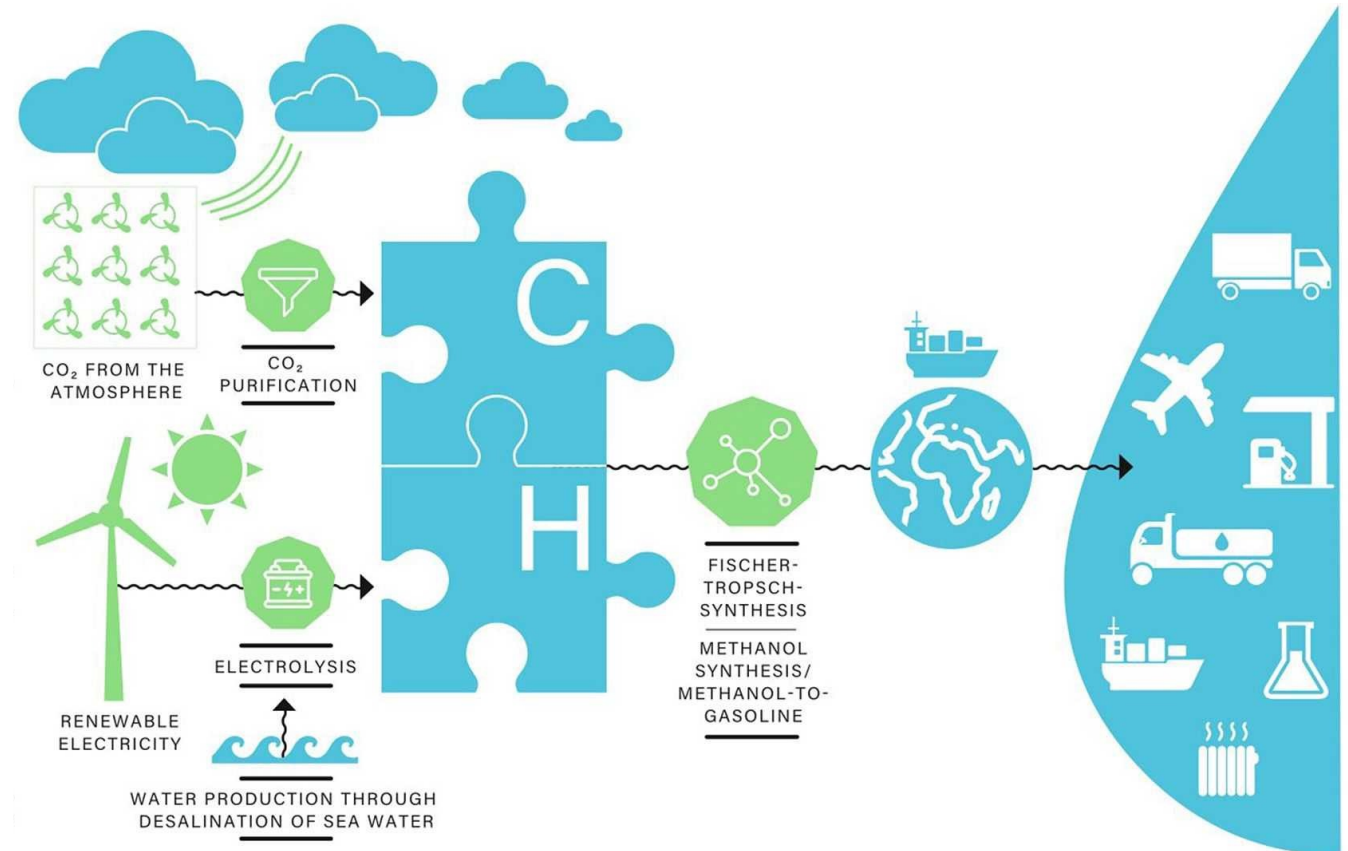 CO₂ FROM THE
ATMOSPHERE
CO₂
PURIFICATION
C
H
RENEWABLE
ELECTRICITY
ELECTROLYSIS
WATER PRODUCTION THROUGH
DESALINATION OF SEA WATER
FISCHER-
TROPSCH-
SYNTHESIS
METHANOL
SYNTHESIS/
METHANOL-TO-
GASOLINE